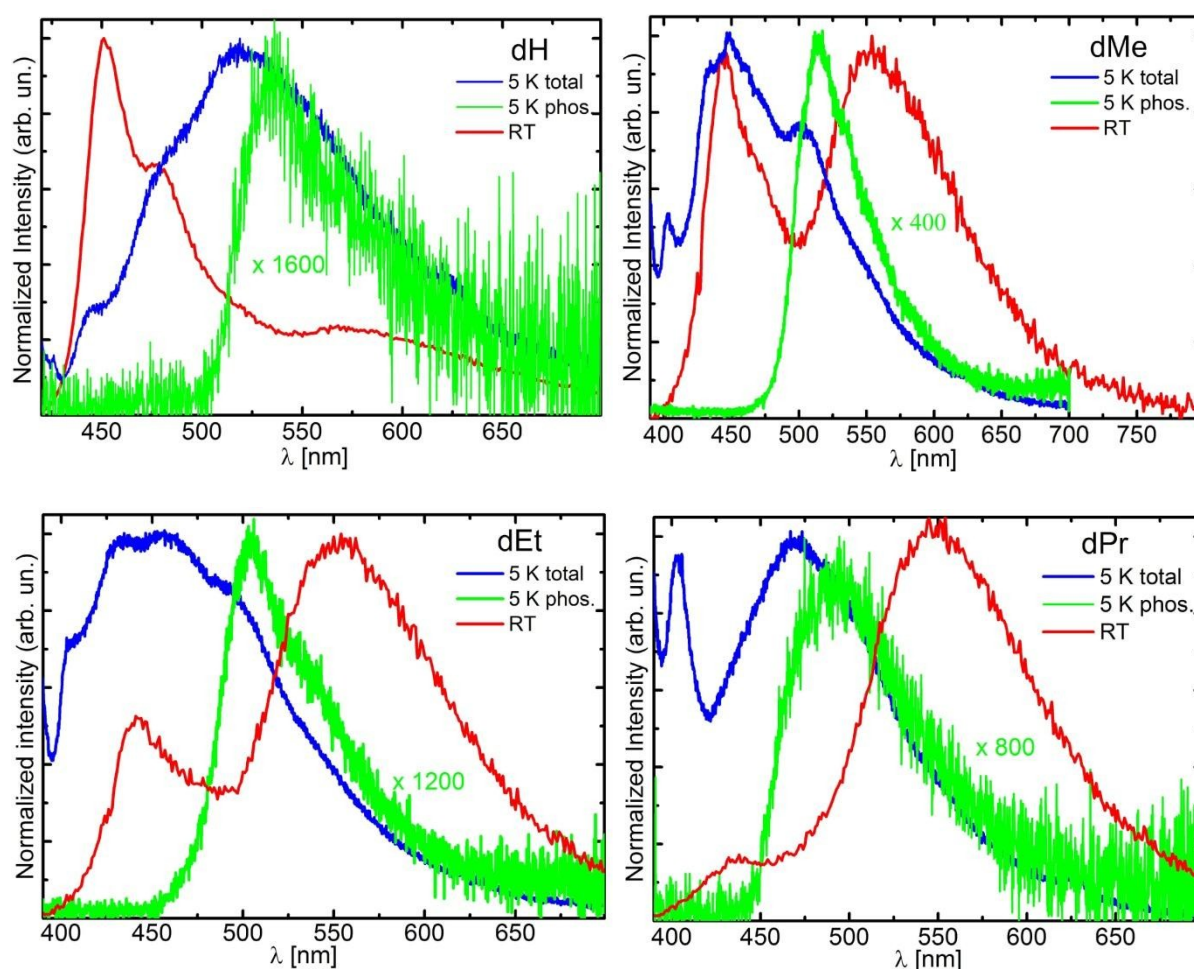 dH
5 K total
5 K phos.
RT
x 1600
Normalized Intensity (arb. un.)
450 500 550 600 650
λ [nm]
dMe
5 K total
5 K phos.
RT
x 400
Normalized Intensity (arb. un.)
400 450 500 550 600 650 700 750
λ [nm]
dEt
5 K total
5 K phos.
RT
x 1200
Normalized intensity (arb. un.)
400 450 500 550 600 650
λ [nm]
dPr
5 K total
5 K phos.
RT
x 800
Normalized Intensity (arb. un.)
400 450 500 550 600 650
λ [nm]